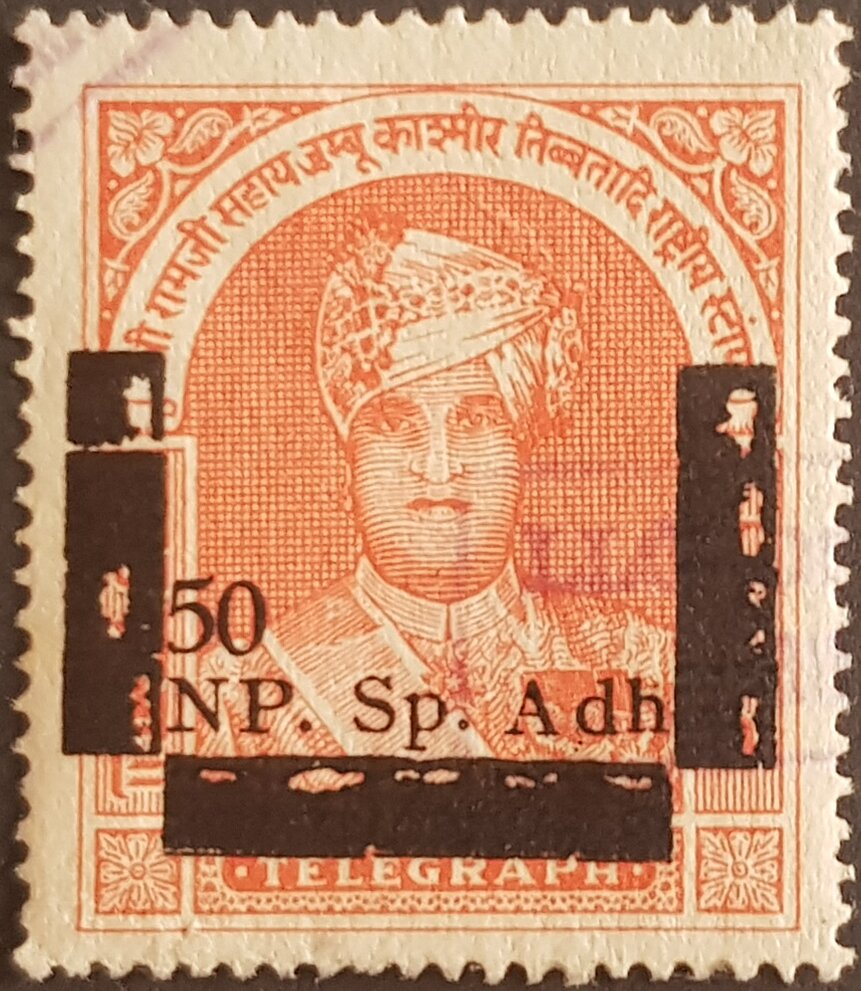 श्री रामजी सहाय जम्बू काश्मीर तिब्बतादि राष्ट्रीय स्टांप
50
NP. Sp. Adh
TELEGRAPH